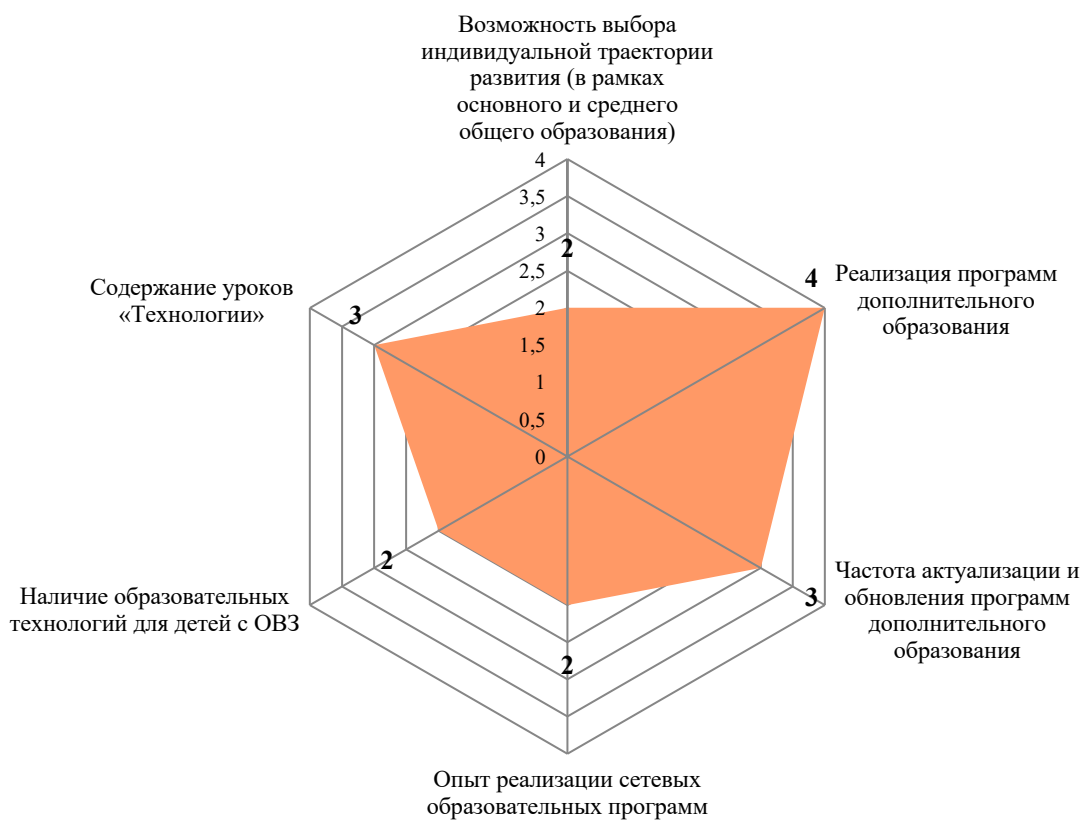 Возможность выбора
индивидуальной траектории
развития (в рамках
основного и среднего
общего образования)
4
3,5
3
2,5
2
1,5
1
0,5
0
2
4
Реализация программ
дополнительного
образования
3
Частота актуализации и
обновления программ
дополнительного
образования
2
Опыт реализации сетевых
образовательных программ
2
Наличие образовательных
технологий для детей с ОВЗ
3
Содержание уроков
«Технологии»